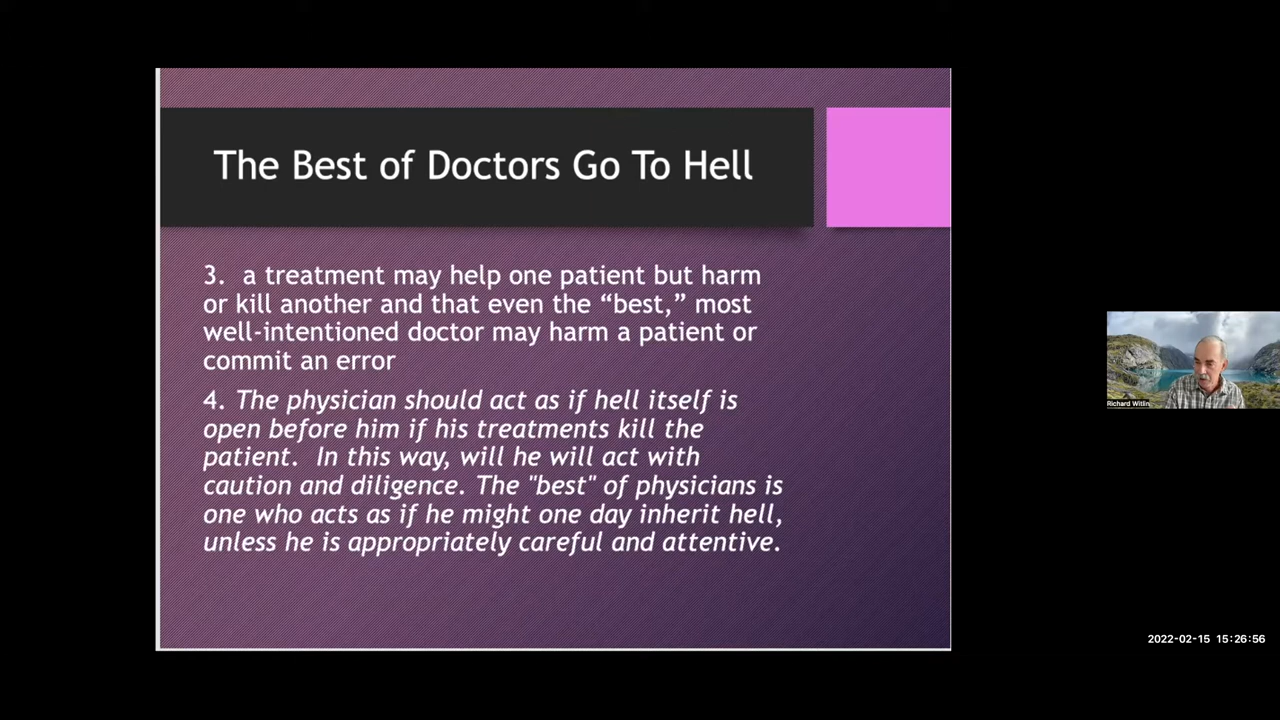 The Best of Doctors Go To Hell
3. a treatment may help one patient but harm
or kill another and that even the “best,” most
well-intentioned doctor may harm a patient or
commit an error
4. The physician should act as if hell itself is
open before him if his treatments kill the
patient. In this way, will he will act with
caution and diligence. The "best" of physicians is
one who acts as if he might one day inherit hell,
unless he is appropriately careful and attentive.
Richard Witlin
2022-02-15 15:26:56